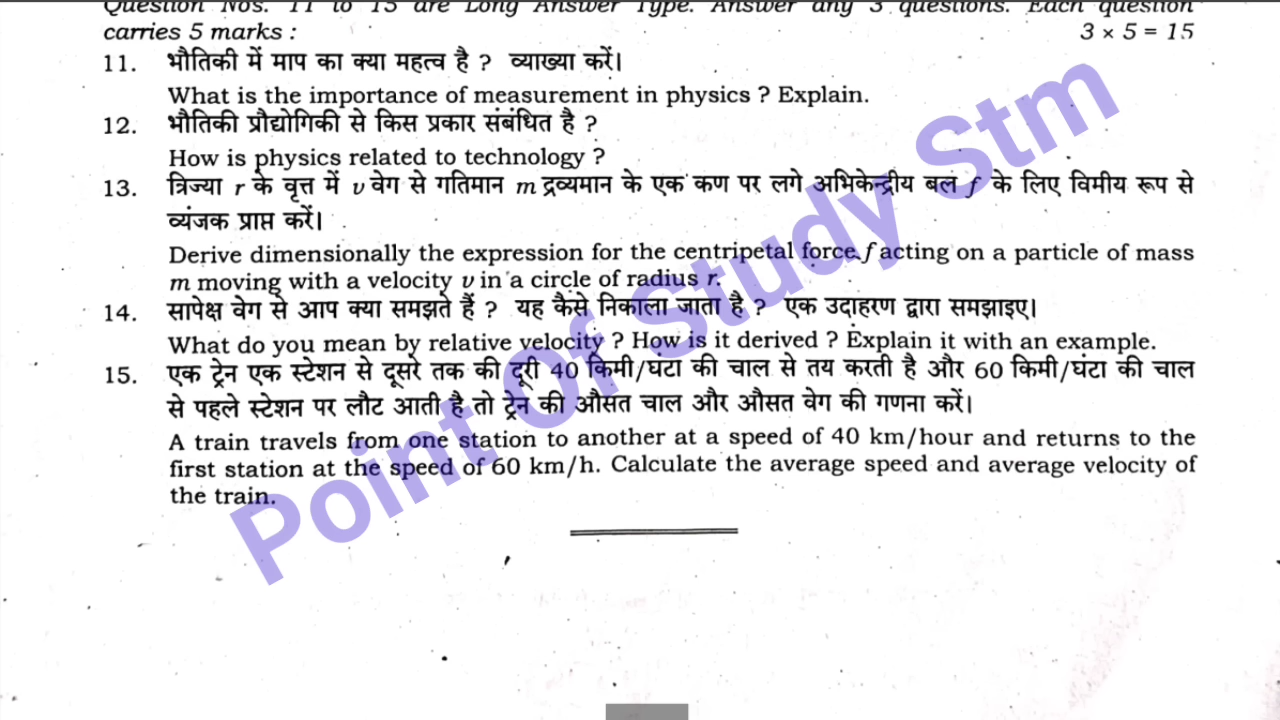 Question Nos. 11 to 15 are Long Answer Type. Answer any 3 questions. Each question
carries 5 marks : 3 × 5 = 15
11. भौतिकी में माप का क्या महत्व है ? व्याख्या करें।
What is the importance of measurement in physics ? Explain.
12. भौतिकी प्रौद्योगिकी से किस प्रकार संबंधित है ?
How is physics related to technology ?
13. त्रिज्या r के वृत्त में v वेग से गतिमान m द्रव्यमान के एक कण पर लगे अभिकेन्द्रीय बल f के लिए विमीय रूप से
व्यंजक प्राप्त करें।
Derive dimensionally the expression for the centripetal force f acting on a particle of mass
m moving with a velocity v in a circle of radius r.
14. सापेक्ष वेग से आप क्या समझते हैं ? यह कैसे निकाला जाता है ? एक उदाहरण द्वारा समझाइए।
What do you mean by relative velocity ? How is it derived ? Explain it with an example.
15. एक ट्रेन एक स्टेशन से दूसरे तक की दूरी 40 किमी/घंटा की चाल से तय करती है और 60 किमी/घंटा की चाल
से पहले स्टेशन पर लौट आती है तो ट्रेन की औसत चाल और औसत वेग की गणना करें।
A train travels from one station to another at a speed of 40 km/hour and returns to the
first station at the speed of 60 km/h. Calculate the average speed and average velocity of
the train.
Point Of Study Stm